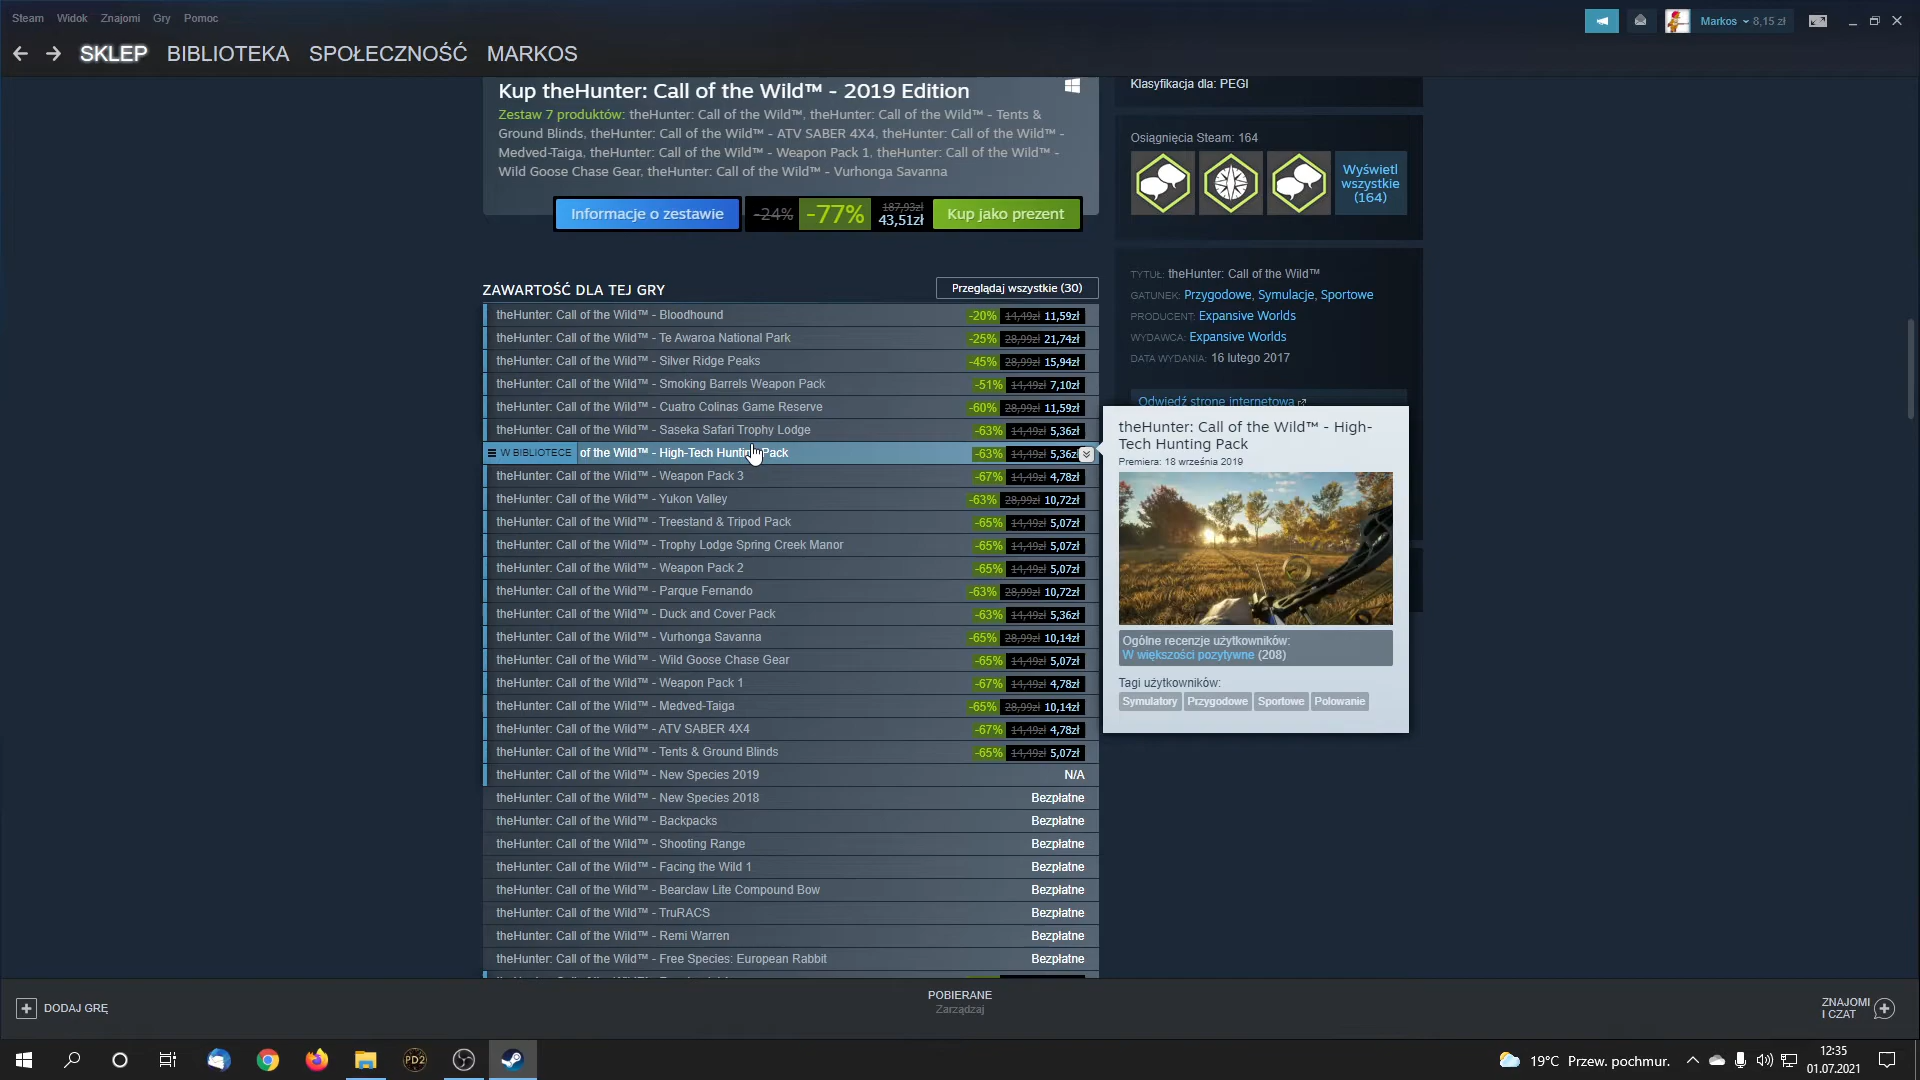 Steam Widok Znajomi Gry Pomoc
Markos 8,15 zł
SKLEP BIBLIOTEKA SPOŁECZNOŚĆ MARKOS
Kup theHunter: Call of the Wild™ - 2019 Edition
Zestaw 7 produktów: theHunter: Call of the Wild™, theHunter: Call of the Wild™ - Tents &
Ground Blinds, theHunter: Call of the Wild™ - ATV SABER 4X4, theHunter: Call of the Wild™ -
Medved-Taiga, theHunter: Call of the Wild™ - Weapon Pack 1, theHunter: Call of the Wild™ -
Wild Goose Chase Gear, theHunter: Call of the Wild™ - Vurhonga Savanna
Informacje o zestawie -24% -77% 187,93zł 43,51zł Kup jako prezent
ZAWARTOŚĆ DLA TEJ GRY Przeglądaj wszystkie (30)
theHunter: Call of the Wild™ - Bloodhound -20% 14,49zł 11,59zł
theHunter: Call of the Wild™ - Te Awaroa National Park -25% 28,99zł 21,74zł
theHunter: Call of the Wild™ - Silver Ridge Peaks -45% 28,99zł 15,94zł
theHunter: Call of the Wild™ - Smoking Barrels Weapon Pack -51% 14,49zł 7,10zł
theHunter: Call of the Wild™ - Cuatro Colinas Game Reserve -60% 28,99zł 11,59zł
theHunter: Call of the Wild™ - Saseka Safari Trophy Lodge -63% 14,49zł 5,36zł
W BIBLIOTECE of the Wild™ - High-Tech Hunting Pack -63% 14,49zł 5,36zł
theHunter: Call of the Wild™ - Weapon Pack 3 -67% 14,49zł 4,78zł
theHunter: Call of the Wild™ - Yukon Valley -63% 28,99zł 10,72zł
theHunter: Call of the Wild™ - Treestand & Tripod Pack -65% 14,49zł 5,07zł
theHunter: Call of the Wild™ - Trophy Lodge Spring Creek Manor -65% 14,49zł 5,07zł
theHunter: Call of the Wild™ - Weapon Pack 2 -65% 14,49zł 5,07zł
theHunter: Call of the Wild™ - Parque Fernando -63% 28,99zł 10,72zł
theHunter: Call of the Wild™ - Duck and Cover Pack -63% 14,49zł 5,36zł
theHunter: Call of the Wild™ - Vurhonga Savanna -65% 28,99zł 10,14zł
theHunter: Call of the Wild™ - Wild Goose Chase Gear -65% 14,49zł 5,07zł
theHunter: Call of the Wild™ - Weapon Pack 1 -67% 14,49zł 4,78zł
theHunter: Call of the Wild™ - Medved-Taiga -65% 28,99zł 10,14zł
theHunter: Call of the Wild™ - ATV SABER 4X4 -67% 14,49zł 4,78zł
theHunter: Call of the Wild™ - Tents & Ground Blinds -65% 14,49zł 5,07zł
theHunter: Call of the Wild™ - New Species 2019 N/A
theHunter: Call of the Wild™ - New Species 2018 Bezpłatne
theHunter: Call of the Wild™ - Backpacks Bezpłatne
theHunter: Call of the Wild™ - Shooting Range Bezpłatne
theHunter: Call of the Wild™ - Facing the Wild 1 Bezpłatne
theHunter: Call of the Wild™ - Bearclaw Lite Compound Bow Bezpłatne
theHunter: Call of the Wild™ - TruRACS Bezpłatne
theHunter: Call of the Wild™ - Remi Warren Bezpłatne
theHunter: Call of the Wild™ - Free Species: European Rabbit Bezpłatne
Klasyfikacja dla: PEGI
Osiągnięcia Steam: 164
Wyświetl
wszystkie
(164)
TYTUŁ: theHunter: Call of the Wild™
GATUNEK: Przygodowe, Symulacje, Sportowe
PRODUCENT: Expansive Worlds
WYDAWCA: Expansive Worlds
DATA WYDANIA: 16 lutego 2017
Odwiedź stronę internetową
theHunter: Call of the Wild™ - High-
Tech Hunting Pack
Premiera: 18 września 2019
Ogólne recenzje użytkowników:
W większości pozytywne (208)
Tagi użytkowników:
Symulatory Przygodowe Sportowe Polowanie
DODAJ GRĘ
POBIERANE
Zarządzaj
ZNAJOMI
I CZAT
PD2
19°C Przew. pochmur.
12:35
01.07.2021